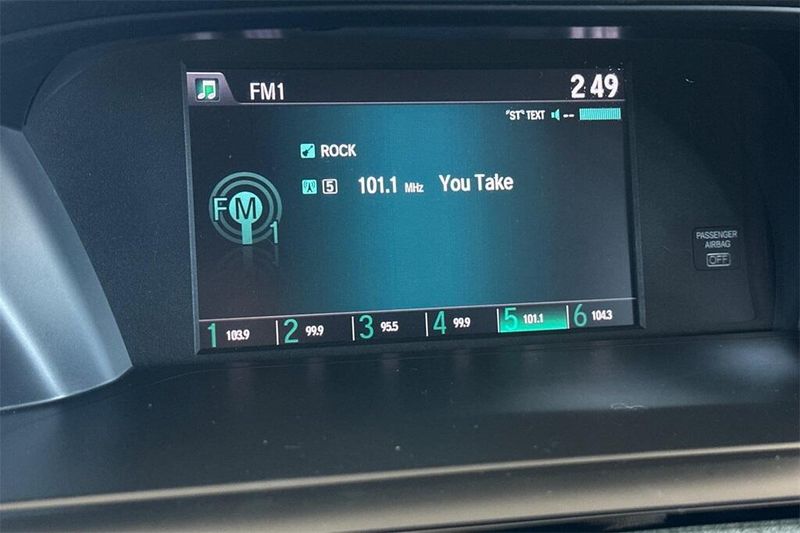 FM1 2:49
"ST" TEXT --
ROCK
5 101.1 MHz You Take
FM 1
PASSENGER
AIRBAG
OFF
1 103.9 2 99.9 3 95.5 4 99.9 5 101.1 6 104.3